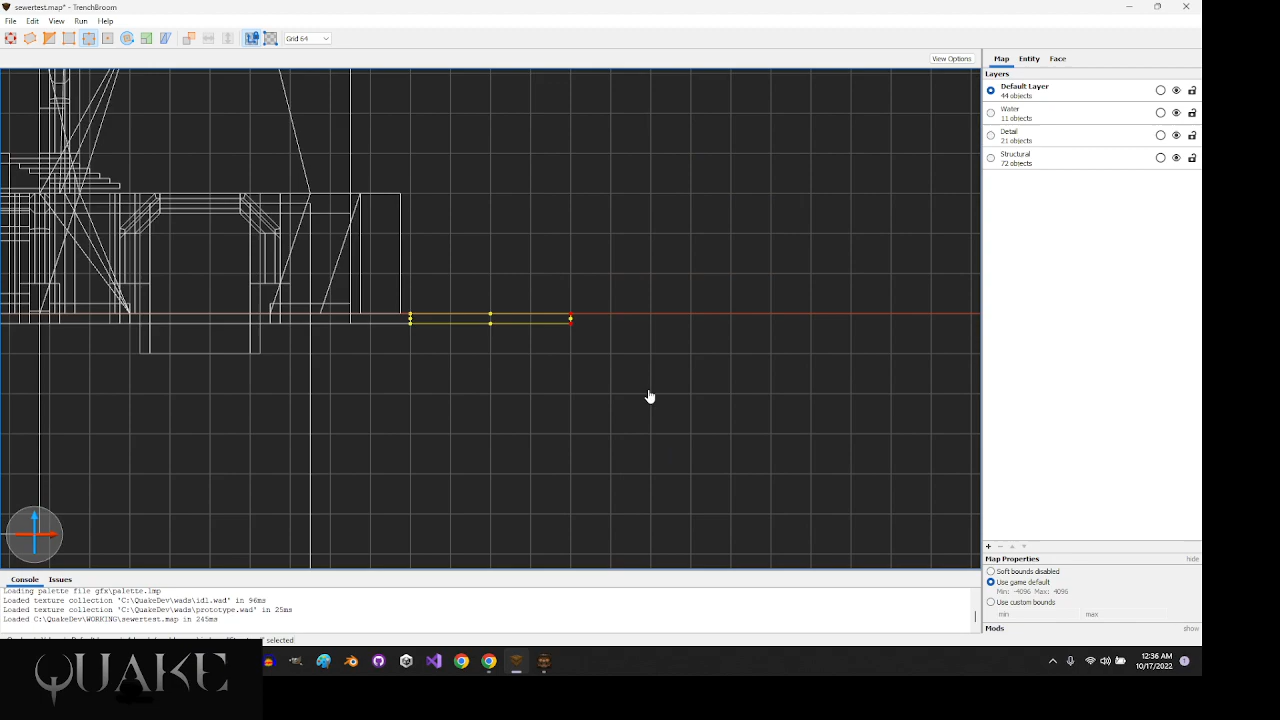 sewertest.map* - TrenchBroom
File Edit View Run Help
Grid 64
View Options
Map Entity Face
Layers
Default Layer
44 objects
Water
11 objects
Detail
21 objects
Structural
72 objects
Map Properties
hide
Soft bounds disabled
Use game default
Min: -4096 Max: 4096
Use custom bounds
min max
Mods show
Console Issues
Loading palette file gfx\palette.lmp
Loaded texture collection 'C:\QuakeDev\wads\id1.wad' in 96ms
Loaded texture collection 'C:\QuakeDev\wads\prototype.wad' in 25ms
Loaded C:\QuakeDev\WORKING\sewertest.map in 245ms
selected
QUAKE
12:36 AM
10/17/2022
1